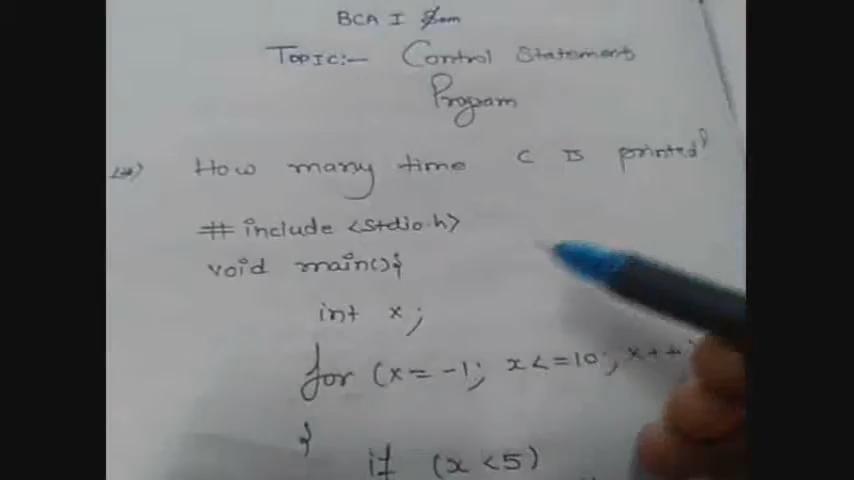 BCA I Sem
Topic:- Control Statement
Program
How many time C is printed?
# include <stdio.h>
void main(){
int x;
for (x = -1; x <= 10; x++
{
if (x < 5)